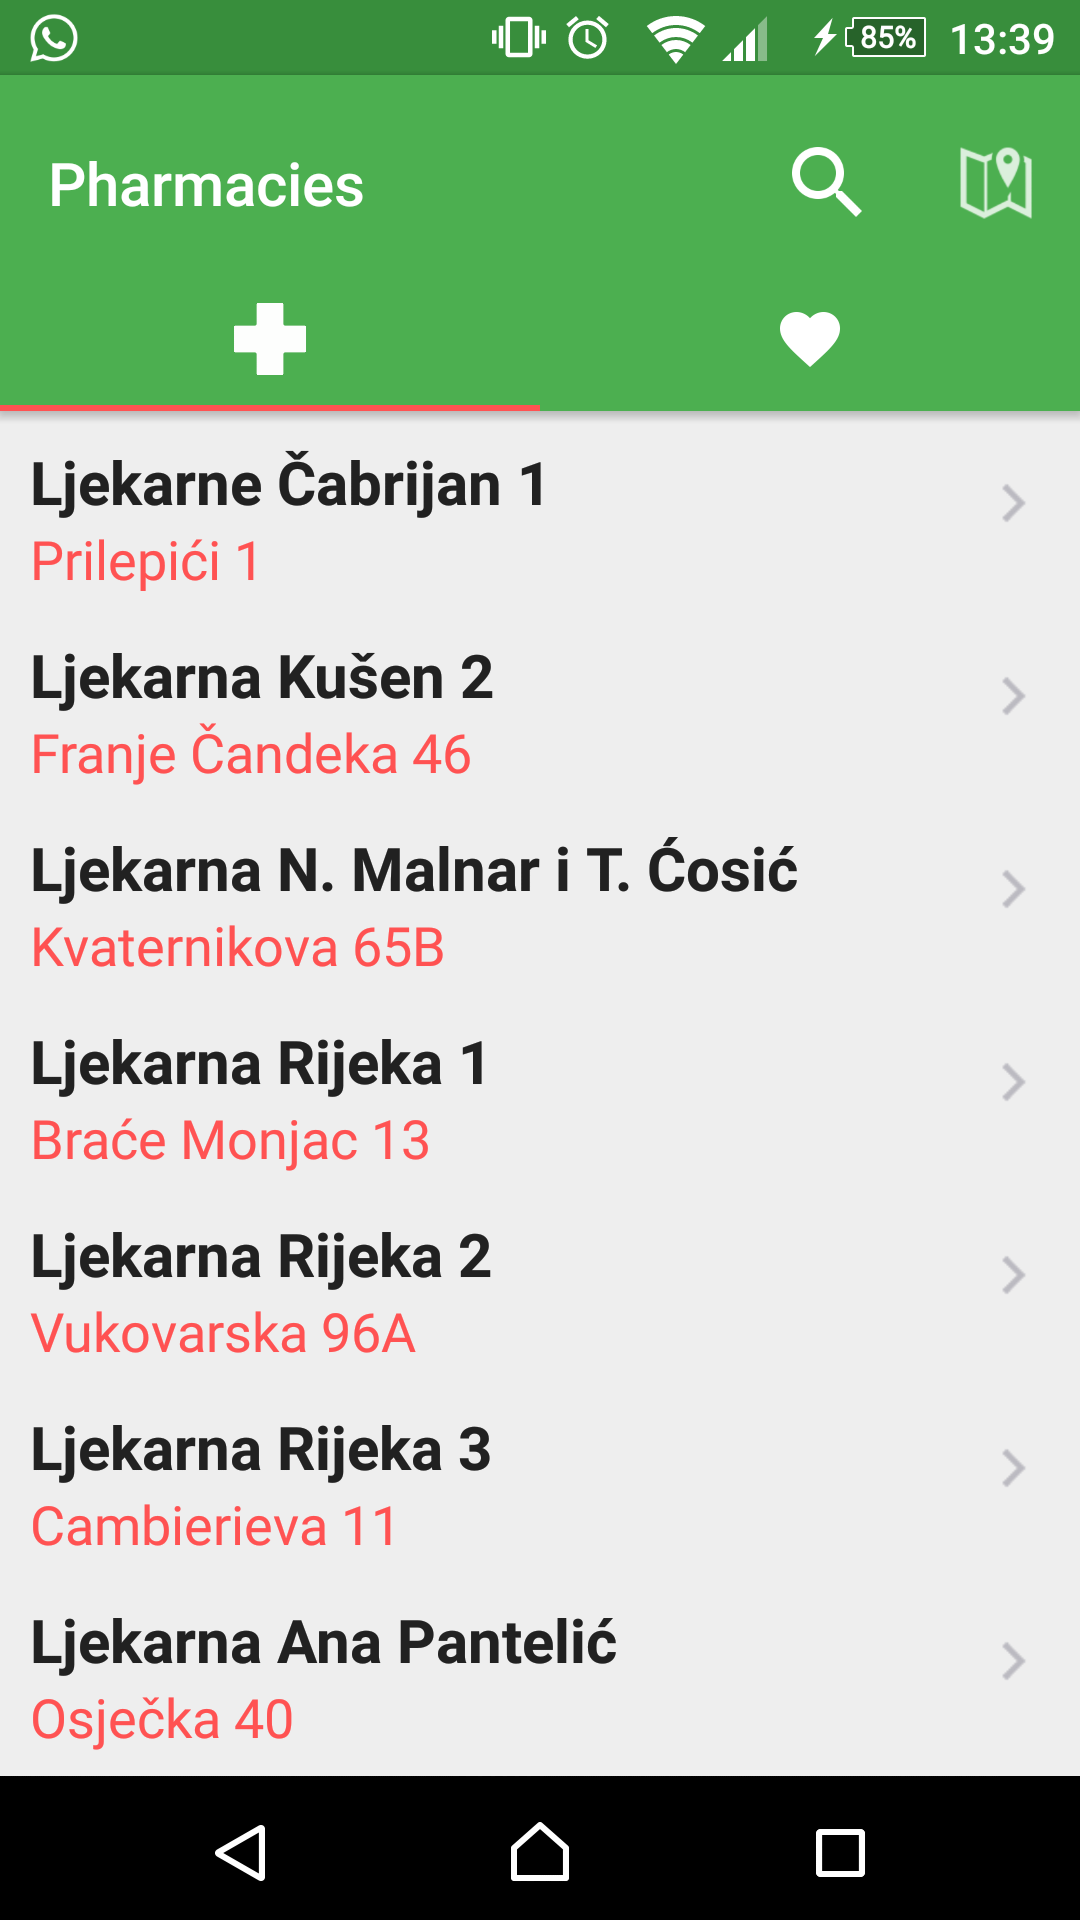 85% 13:39
Pharmacies
Ljekarne Čabrijan 1
Prilepići 1
Ljekarna Kušen 2
Franje Čandeka 46
Ljekarna N. Malnar i T. Ćosić
Kvaternikova 65B
Ljekarna Rijeka 1
Braće Monjac 13
Ljekarna Rijeka 2
Vukovarska 96A
Ljekarna Rijeka 3
Cambierieva 11
Ljekarna Ana Pantelić
Osječka 40